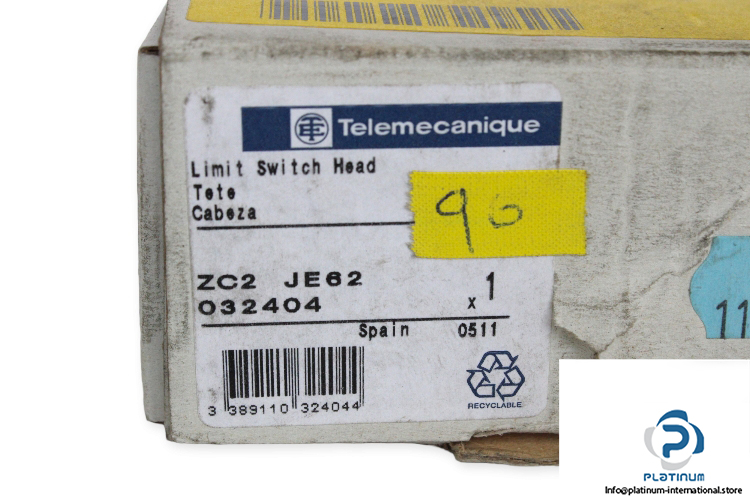 Telemecanique
Limit Switch Head
Tete
Cabeza
90
ZC2 JE62
032404
x 1
Spain 0511
3 389110 324044
RECYCLABLE
11
PLATINUM
Info@platinum-international.store